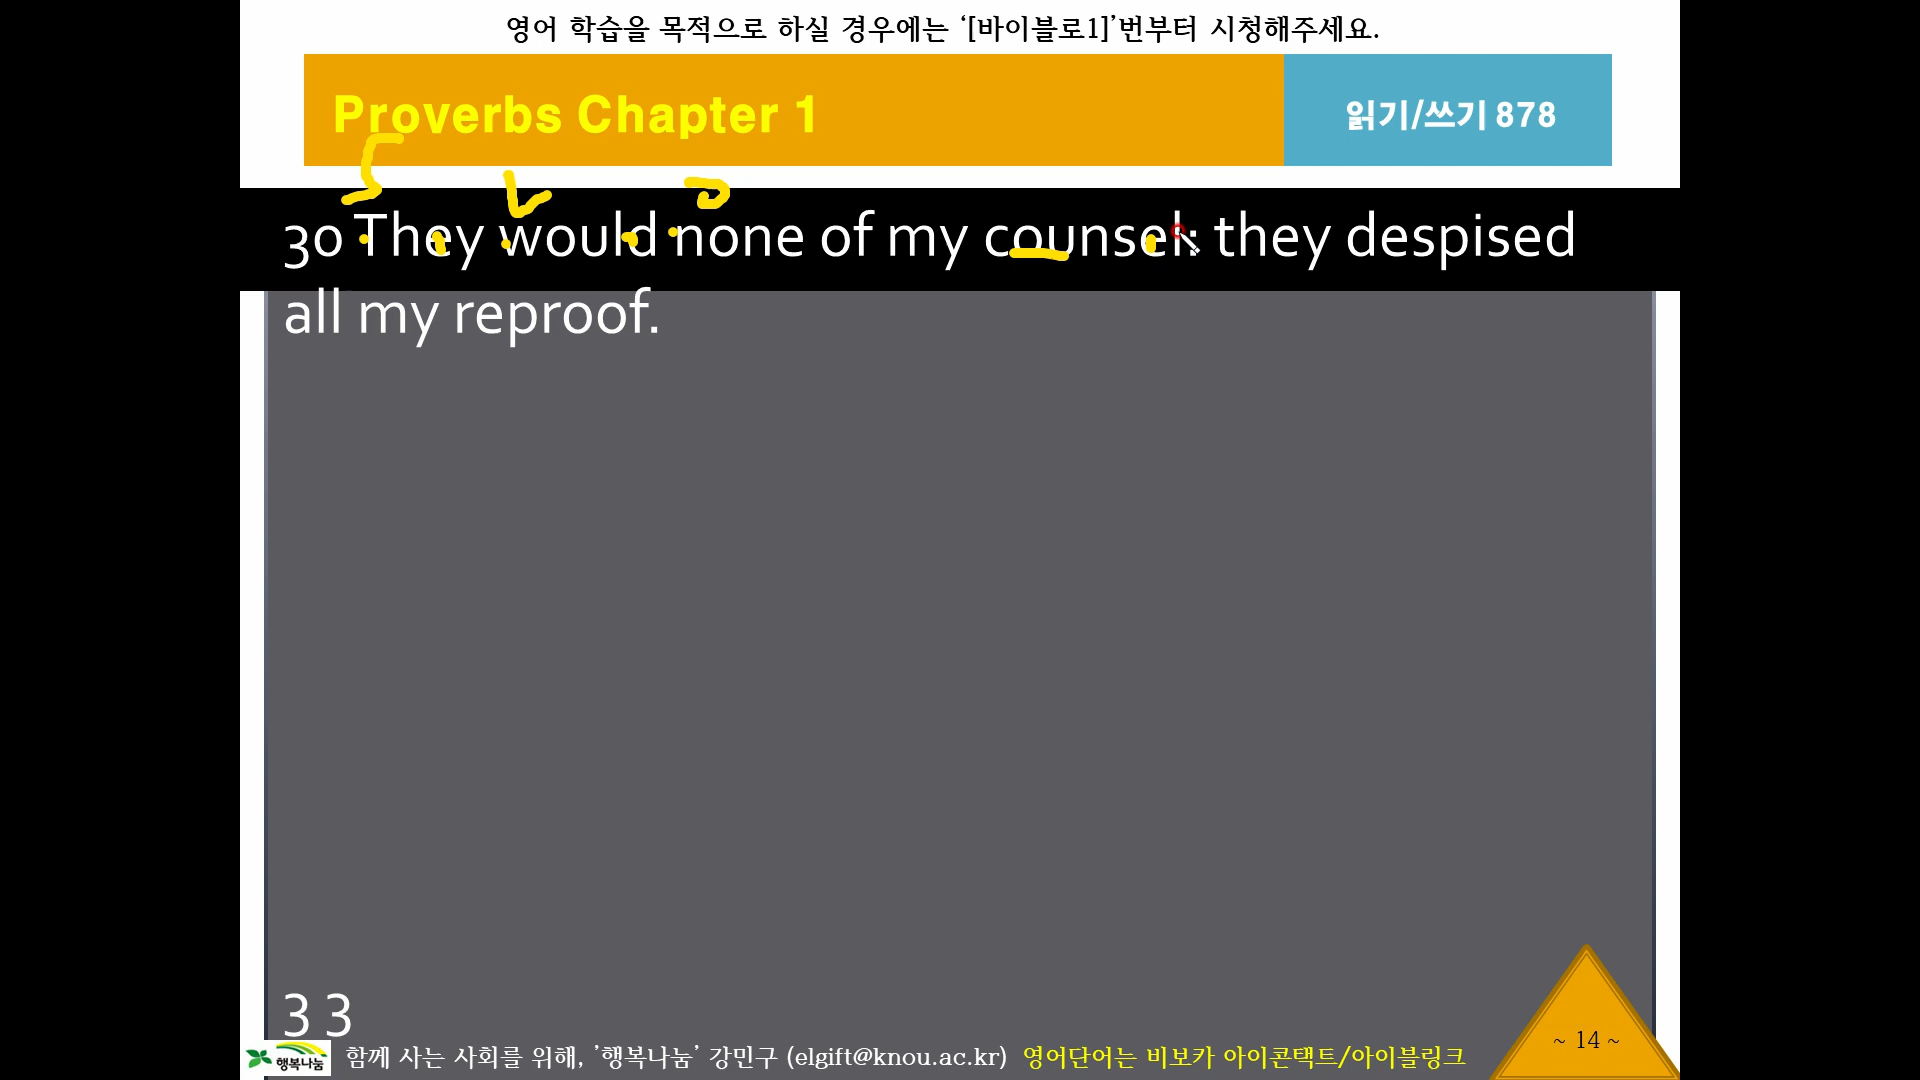 영어 학습을 목적으로 하실 경우에는 ‘[바이블로1]’번부터 시청해주세요.
Proverbs Chapter 1
읽기/쓰기 878
30 They would none of my counsel: they despised
all my reproof.
3 3
행복나눔
함께 사는 사회를 위해, ’행복나눔’ 강민구 (elgift@knou.ac.kr) 영어단어는 비보카 아이콘택트/아이블링크
~ 14 ~